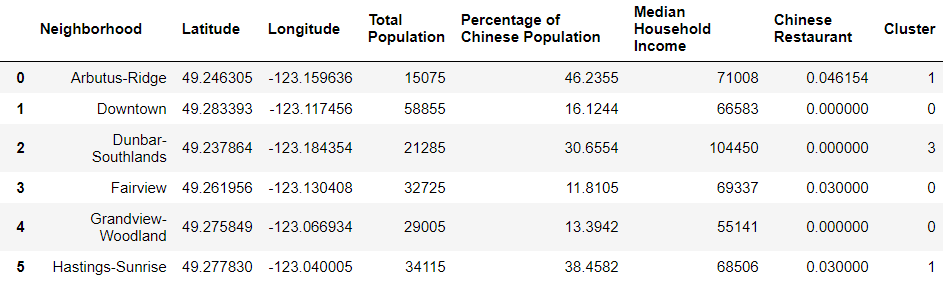 Neighborhood Latitude Longitude Total Population Percentage of Chinese Population Median Household Income Chinese Restaurant Cluster
0 Arbutus-Ridge 49.246305 -123.159636 15075 46.2355 71008 0.046154 1
1 Downtown 49.283393 -123.117456 58855 16.1244 66583 0.000000 0
2 Dunbar-Southlands 49.237864 -123.184354 21285 30.6554 104450 0.000000 3
3 Fairview 49.261956 -123.130408 32725 11.8105 69337 0.030000 0
4 Grandview-Woodland 49.275849 -123.066934 29005 13.3942 55141 0.000000 0
5 Hastings-Sunrise 49.277830 -123.040005 34115 38.4582 68506 0.030000 1